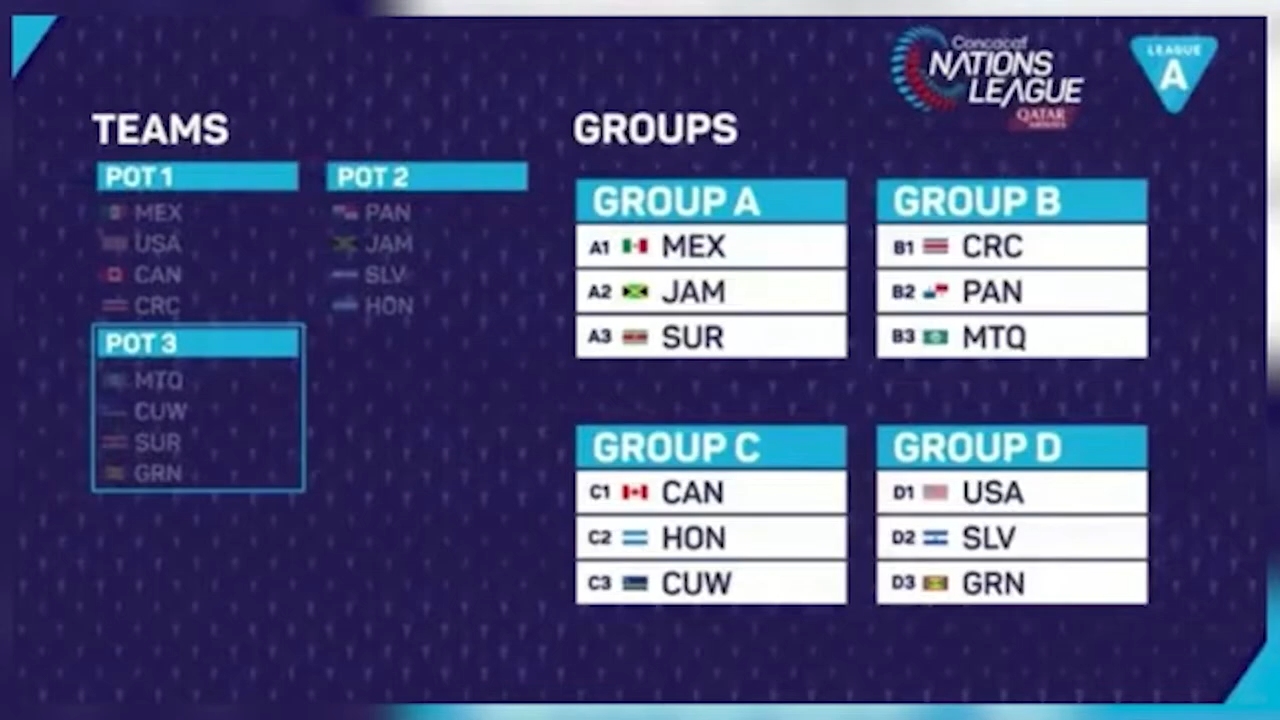 Concacaf
NATIONS
LEAGUE
QATAR
AIRWAYS
LEAGUE
A
TEAMS
POT 1
MEX
USA
CAN
CRC
POT 2
PAN
JAM
SLV
HON
POT 3
MTQ
CUW
SUR
GRN
GROUPS
GROUP A
A1 MEX
A2 JAM
A3 SUR
GROUP B
B1 CRC
B2 PAN
B3 MTQ
GROUP C
C1 CAN
C2 HON
C3 CUW
GROUP D
D1 USA
D2 SLV
D3 GRN